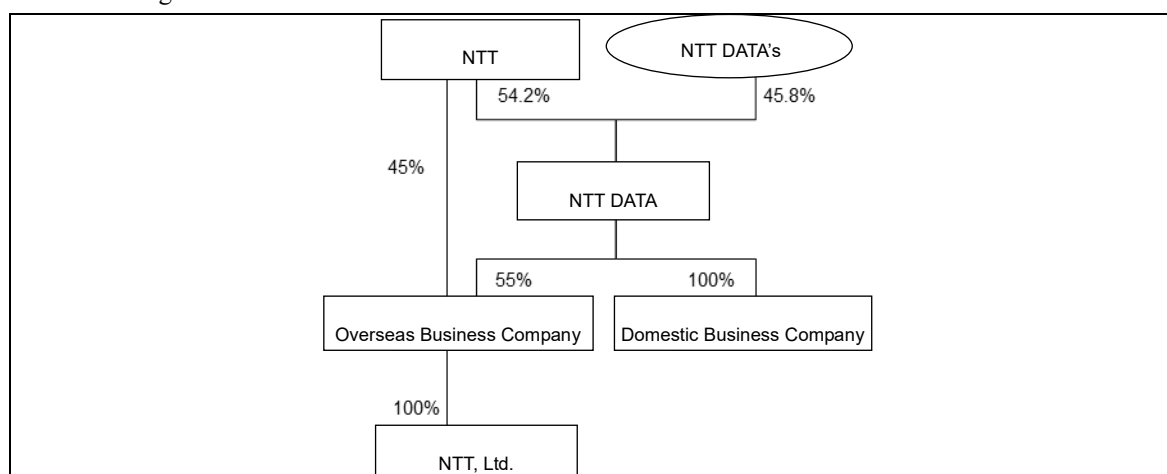 NTT
NTT DATA's
54.2%
45.8%
45%
NTT DATA
55%
100%
Overseas Business Company
Domestic Business Company
100%
NTT, Ltd.